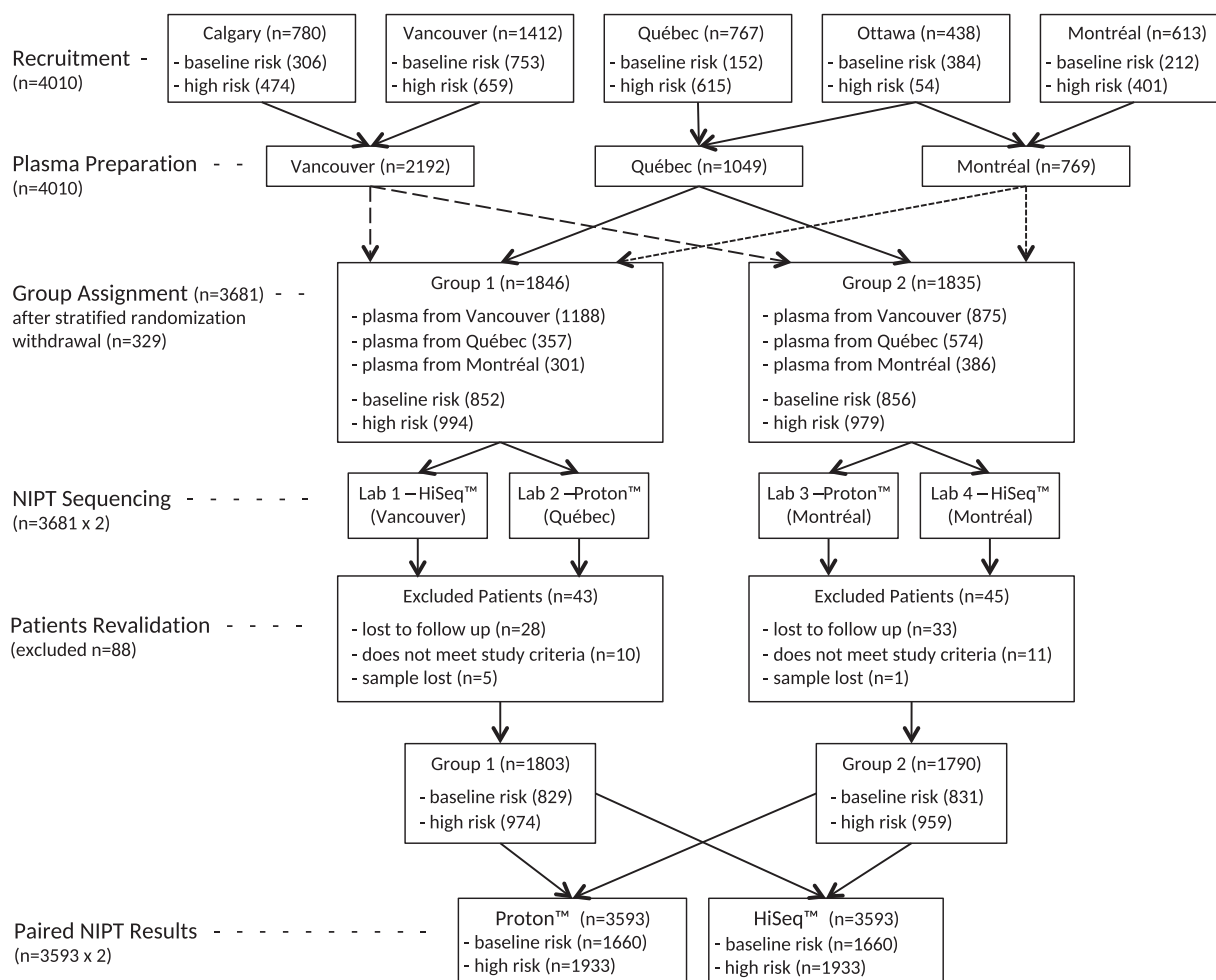 Recruitment -
(n=4010)
Calgary (n=780)
- baseline risk (306)
- high risk (474)
Vancouver (n=1412)
- baseline risk (753)
- high risk (659)
Québec (n=767)
- baseline risk (152)
- high risk (615)
Ottawa (n=438)
- baseline risk (384)
- high risk (54)
Montréal (n=613)
- baseline risk (212)
- high risk (401)
Plasma Preparation - -
(n=4010)
Vancouver (n=2192)
Québec (n=1049)
Montréal (n=769)
Group Assignment (n=3681) - -
after stratified randomization
withdrawal (n=329)
Group 1 (n=1846)
- plasma from Vancouver (1188)
- plasma from Québec (357)
- plasma from Montréal (301)
- baseline risk (852)
- high risk (994)
Group 2 (n=1835)
- plasma from Vancouver (875)
- plasma from Québec (574)
- plasma from Montréal (386)
- baseline risk (856)
- high risk (979)
NIPT Sequencing - - - - - -
(n=3681 x 2)
Lab 1 – HiSeq™
(Vancouver)
Lab 2 – Proton™
(Québec)
Lab 3 – Proton™
(Montréal)
Lab 4 – HiSeq™
(Montréal)
Patients Revalidation - - - -
(excluded n=88)
Excluded Patients (n=43)
- lost to follow up (n=28)
- does not meet study criteria (n=10)
- sample lost (n=5)
Excluded Patients (n=45)
- lost to follow up (n=33)
- does not meet study criteria (n=11)
- sample lost (n=1)
Group 1 (n=1803)
- baseline risk (829)
- high risk (974)
Group 2 (n=1790)
- baseline risk (831)
- high risk (959)
Paired NIPT Results - - - - - - - - - -
(n=3593 x 2)
Proton™ (n=3593)
- baseline risk (n=1660)
- high risk (n=1933)
HiSeq™ (n=3593)
- baseline risk (n=1660)
- high risk (n=1933)